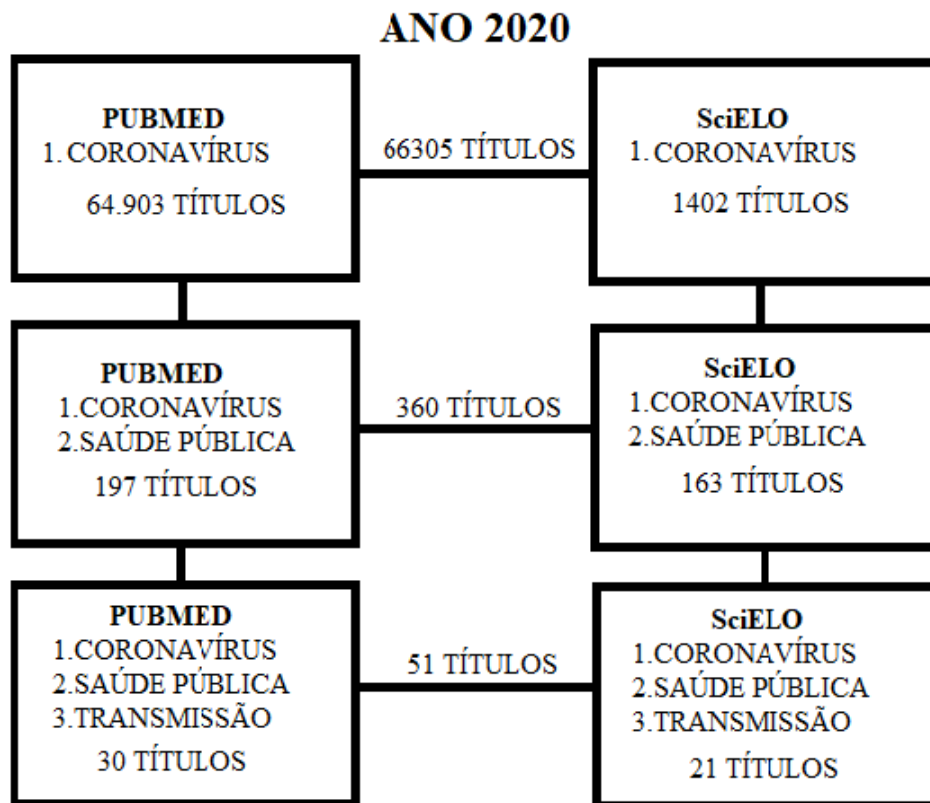 ANO 2020
PUBMED
1. CORONAVÍRUS
64.903 TÍTULOS
66305 TÍTULOS
SciELO
1. CORONAVÍRUS
1402 TÍTULOS
PUBMED
1.CORONAVÍRUS
2.SAÚDE PÚBLICA
197 TÍTULOS
360 TÍTULOS
SciELO
1.CORONAVÍRUS
2.SAÚDE PÚBLICA
163 TÍTULOS
PUBMED
1.CORONAVÍRUS
2.SAÚDE PÚBLICA
3.TRANSMISSÃO
30 TÍTULOS
51 TÍTULOS
SciELO
1.CORONAVÍRUS
2.SAÚDE PÚBLICA
3.TRANSMISSÃO
21 TÍTULOS